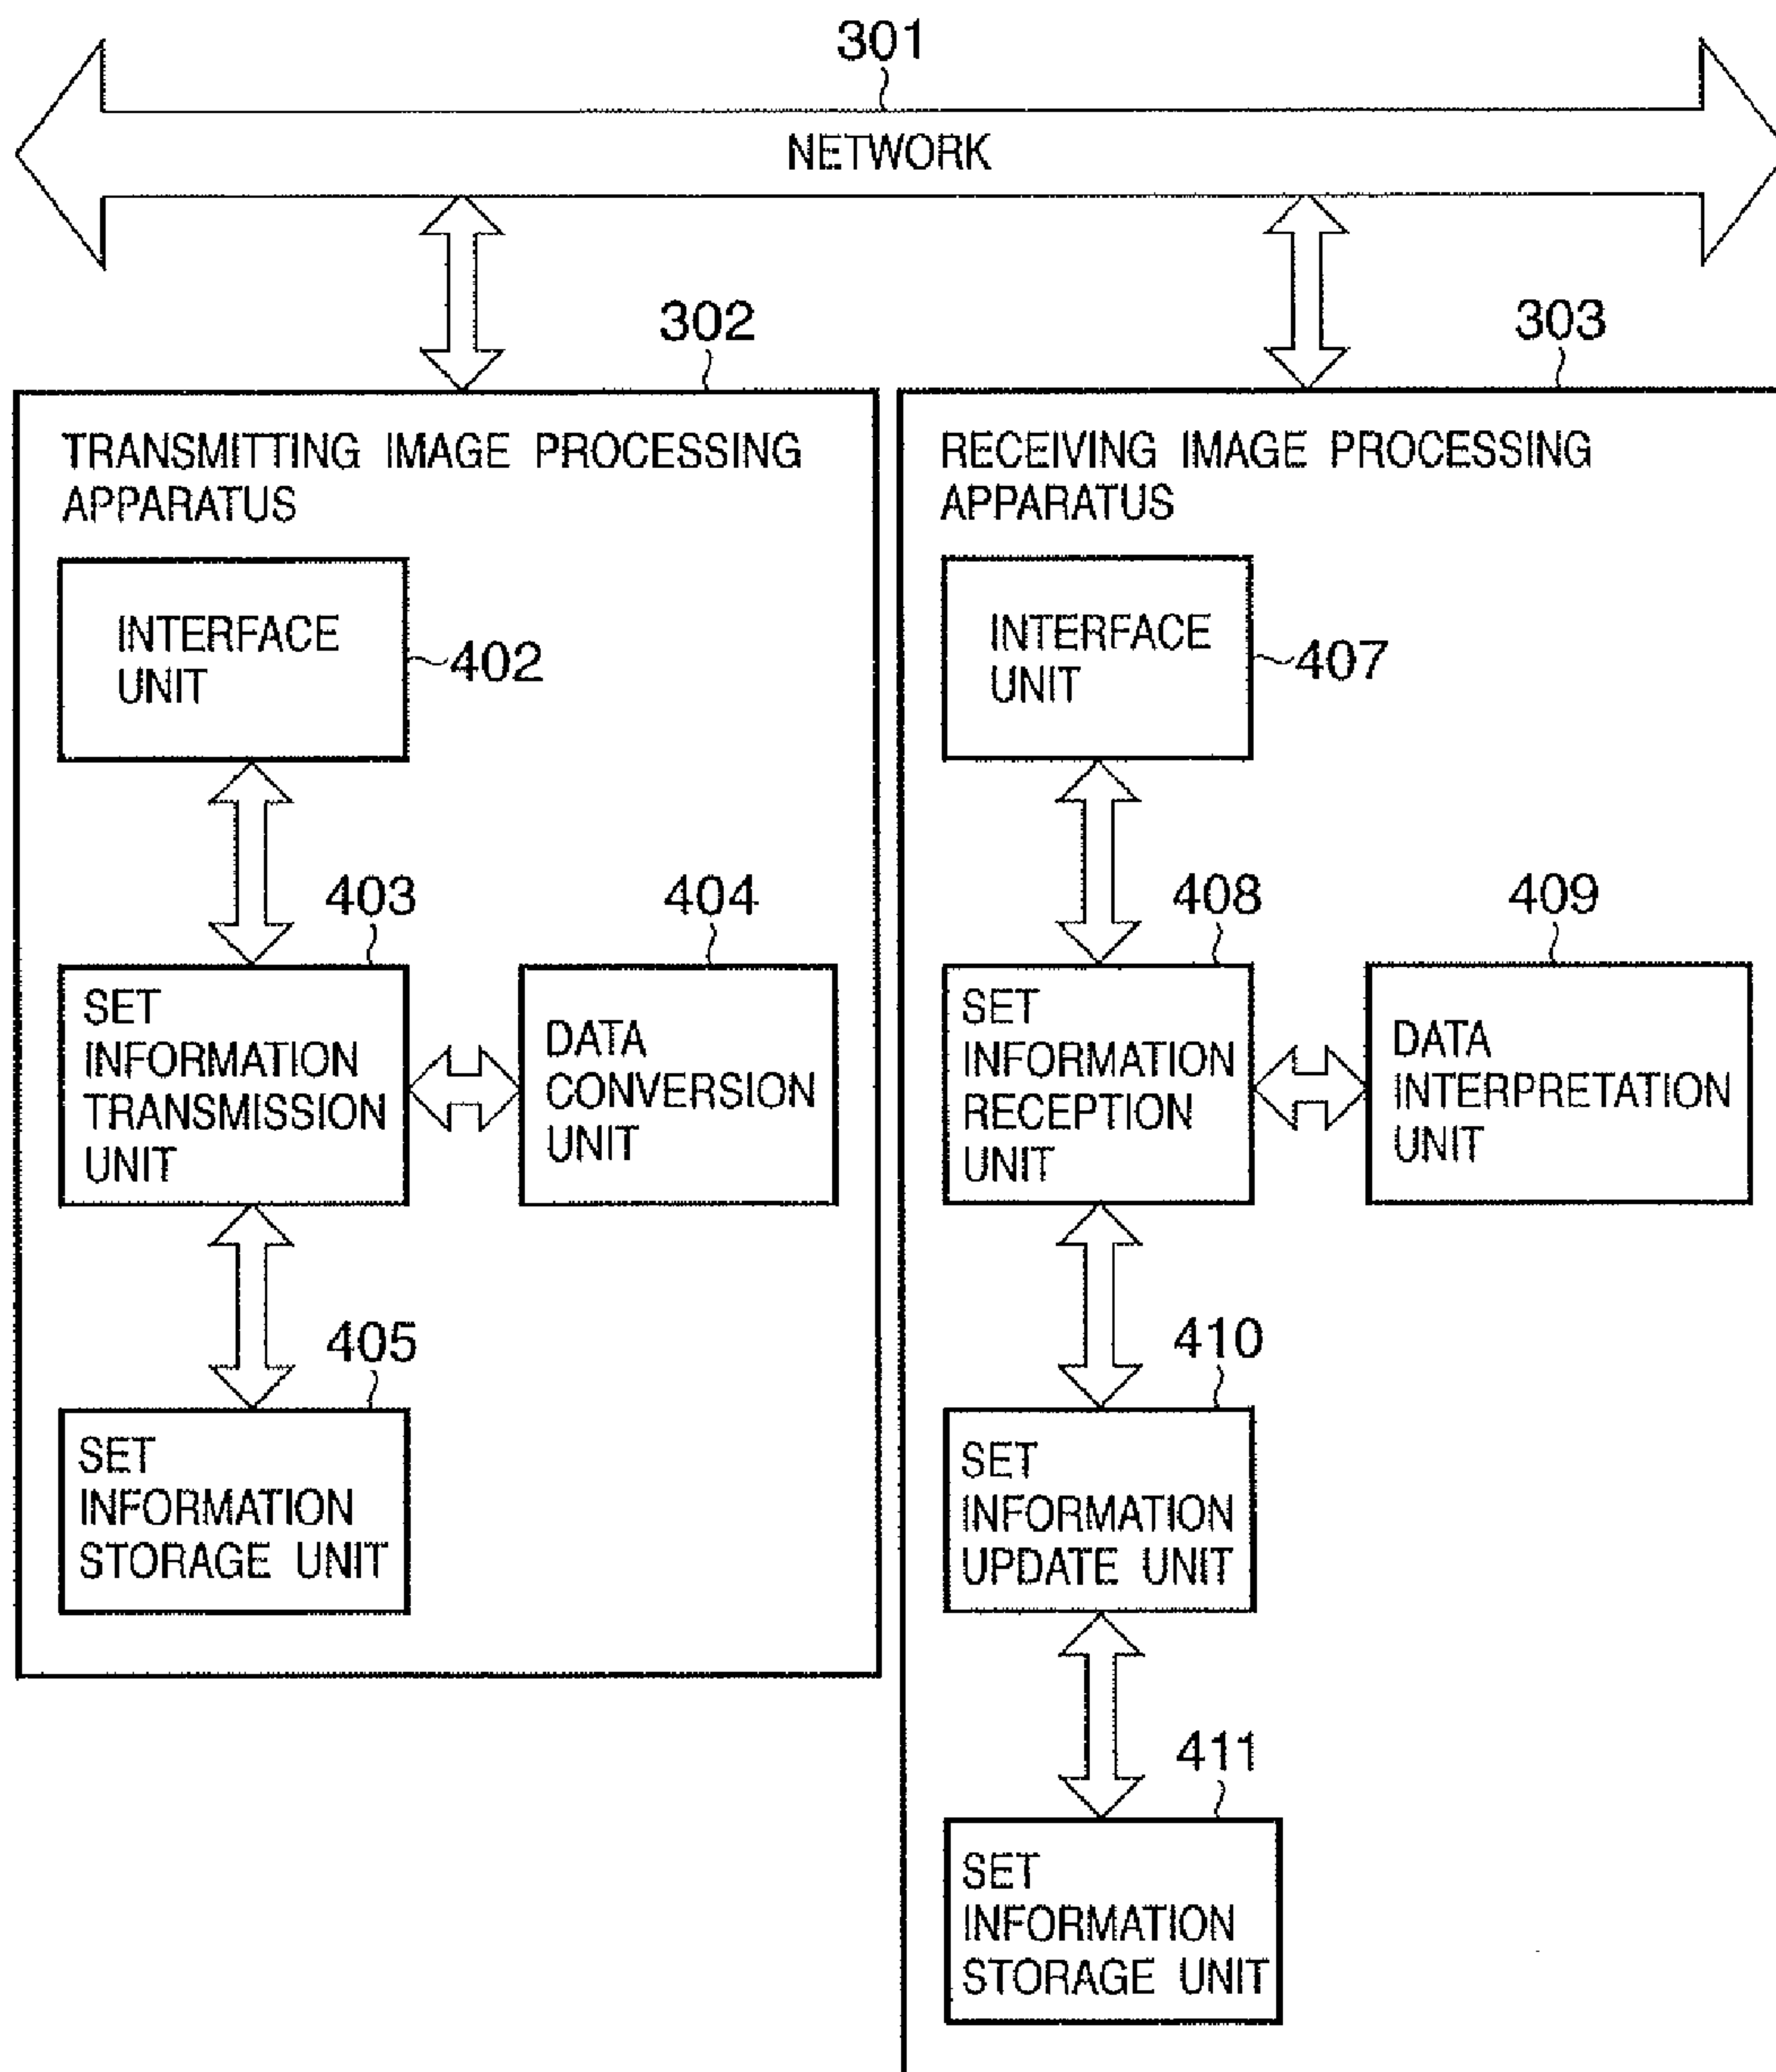 301
NETWORK
302
303
TRANSMITTING IMAGE PROCESSING
APPARATUS
INTERFACE
UNIT
402
403
404
SET
INFORMATION
TRANSMISSION
UNIT
DATA
CONVERSION
UNIT
405
SET
INFORMATION
STORAGE UNIT
RECEIVING IMAGE PROCESSING
APPARATUS
INTERFACE
UNIT
407
408
409
SET
INFORMATION
RECEPTION
UNIT
DATA
INTERPRETATION
UNIT
410
SET
INFORMATION
UPDATE UNIT
411
SET
INFORMATION
STORAGE UNIT